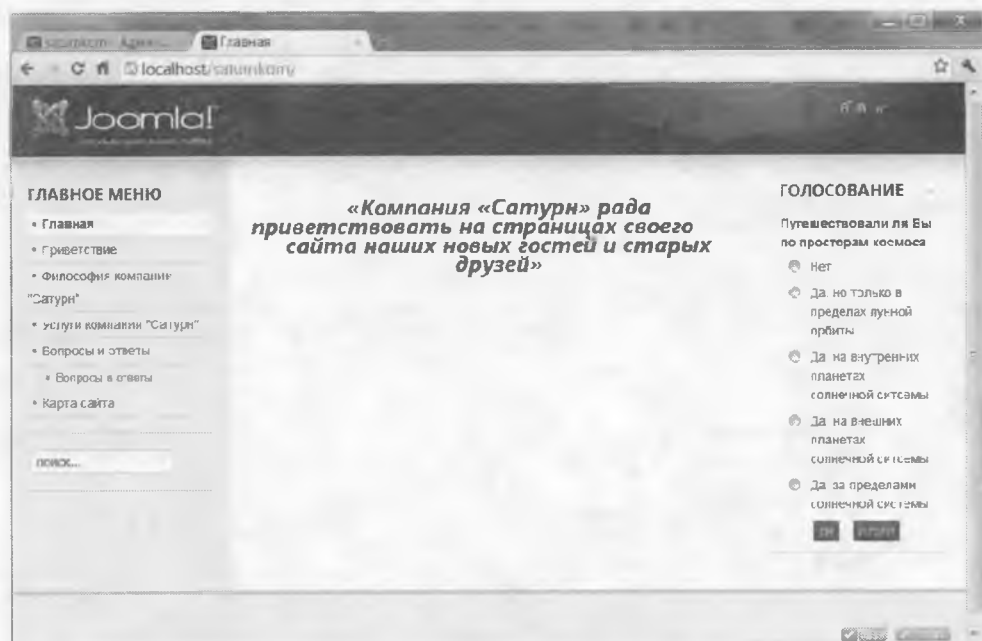 Главная
localhost/saturnkom/
Joomla!
ГЛАВНОЕ МЕНЮ
Главная
Приветствие
Философия компании
"Сатурн"
Услуги компании "Сатурн"
Вопросы и ответы
Вопросы и ответы
Карта сайта
поиск...
«Компания «Сатурн» рада
приветствовать на страницах своего
сайта наших новых гостей и старых
друзей»
ГОЛОСОВАНИЕ
Путешествовали ли Вы
по просторам космоса
Нет
Да, но только в
пределах лунной
орбиты
Да, на внутренних
планетах
солнечной ситсемы
Да, на внешних
планетах
солнечной ситсемы
Да, за пределами
солнечной системы